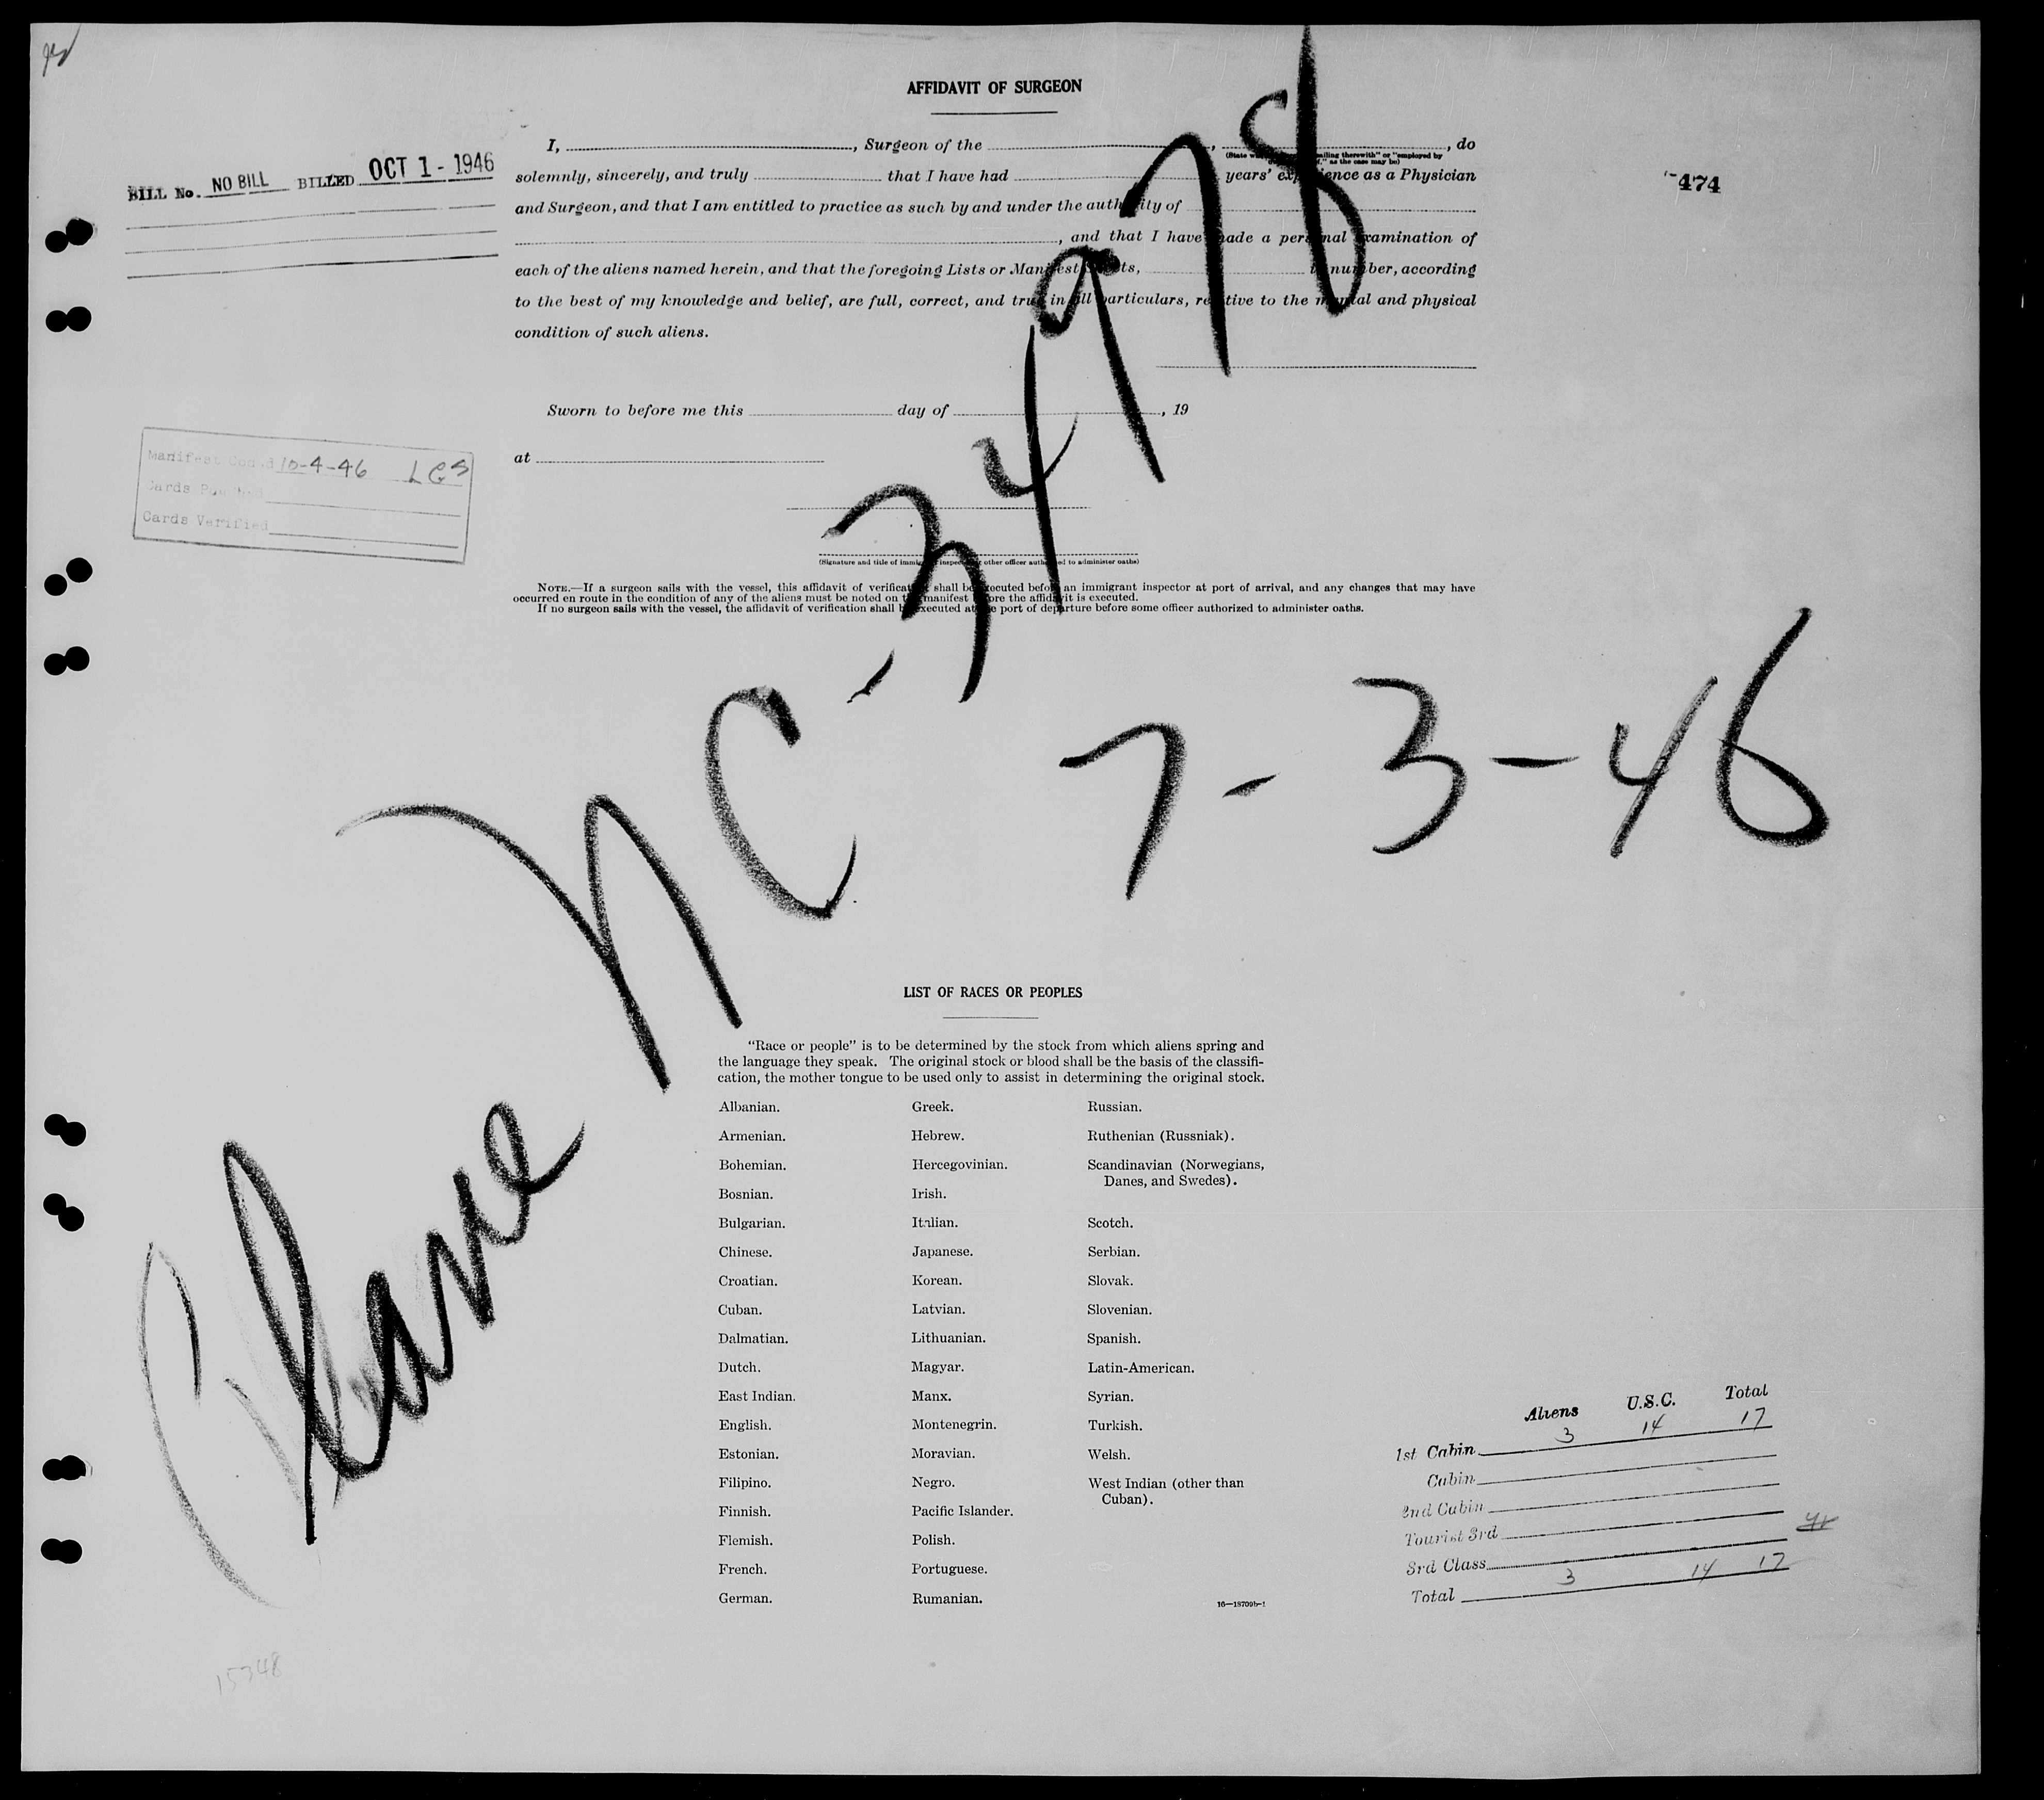 AFFIDAVIT OF SURGEON
I, , Surgeon of the , , do
solemnly, sincerely, and truly that I have had years' experience as a Physician
and Surgeon, and that I am entitled to practice as such by and under the authority of
, and that I have made a personal examination of
each of the aliens named herein, and that the foregoing Lists or Manifest Sheets, in number, according
to the best of my knowledge and belief, are full, correct, and true in all particulars, relative to the mental and physical
condition of such aliens.
Sworn to before me this day of , 19
at
(Signature and title of immigrant inspector or other officer authorized to administer oaths)
NOTE.—If a surgeon sails with the vessel, this affidavit of verification shall be executed before an immigrant inspector at port of arrival, and any changes that may have
occurred en route in the condition of any of the aliens must be noted on the manifest before the affidavit is executed.
If no surgeon sails with the vessel, the affidavit of verification shall be executed at the port of departure before some officer authorized to administer oaths.
BILL No. NO BILL BILLED OCT 1 - 1946
474
Manifest Cod.d 10-4-46 LGS
Cards Punched
Cards Verified
Plane NC-34978
7-3-46
LIST OF RACES OR PEOPLES
"Race or people" is to be determined by the stock from which aliens spring and
the language they speak. The original stock or blood shall be the basis of the classifi-
cation, the mother tongue to be used only to assist in determining the original stock.
Albanian.
Armenian.
Bohemian.
Bosnian.
Bulgarian.
Chinese.
Croatian.
Cuban.
Dalmatian.
Dutch.
East Indian.
English.
Estonian.
Filipino.
Finnish.
Flemish.
French.
German.
Greek.
Hebrew.
Hercegovinian.
Irish.
Italian.
Japanese.
Korean.
Latvian.
Lithuanian.
Magyar.
Manx.
Montenegrin.
Moravian.
Negro.
Pacific Islander.
Polish.
Portuguese.
Rumanian.
Russian.
Ruthenian (Russniak).
Scandinavian (Norwegians,
Danes, and Swedes).
Scotch.
Serbian.
Slovak.
Slovenian.
Spanish.
Latin-American.
Syrian.
Turkish.
Welsh.
West Indian (other than
Cuban).
16—18709b-1
Aliens U.S.C. Total
1st Cabin 3 14 17
Cabin
2nd Cabin
Tourist 3rd
3rd Class
Total 3 14 17
15348